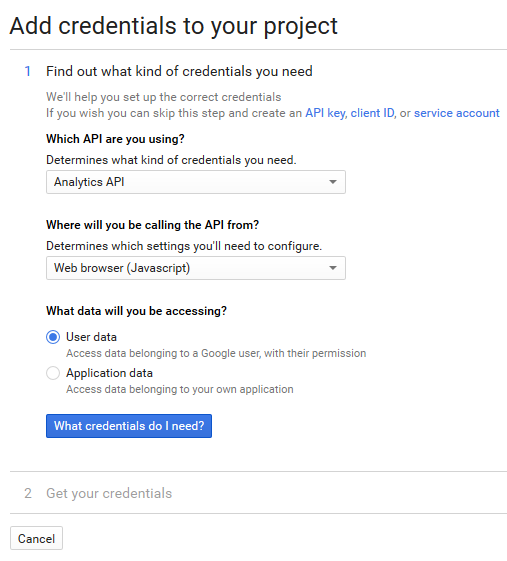 Add credentials to your project
1 Find out what kind of credentials you need
We'll help you set up the correct credentials
If you wish you can skip this step and create an API key, client ID, or service account
Which API are you using?
Determines what kind of credentials you need.
Analytics API
Where will you be calling the API from?
Determines which settings you'll need to configure.
Web browser (Javascript)
What data will you be accessing?
User data
Access data belonging to a Google user, with their permission
Application data
Access data belonging to your own application
What credentials do I need?
2 Get your credentials
Cancel